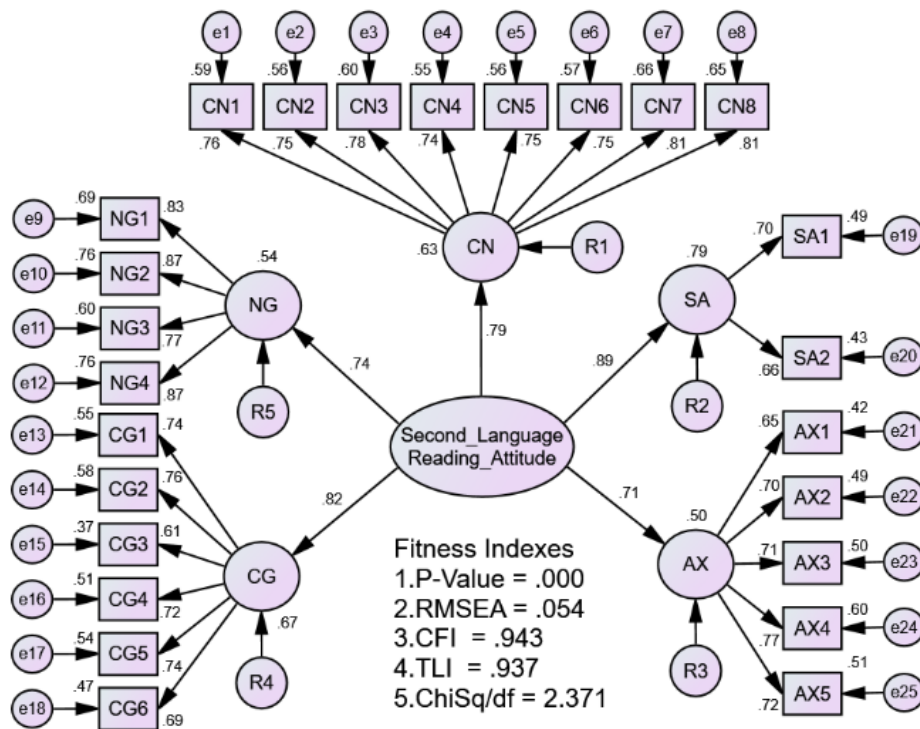 e1 e2 e3 e4 e5 e6 e7 e8
.59 .56 .60 .55 .56 .57 .66 .65
CN1 CN2 CN3 CN4 CN5 CN6 CN7 CN8
.76 .75 .78 .74 .75 .75 .81 .81
.63 CN R1
e9 .69 NG1 .83
e10 .76 NG2 .87
e11 .60 NG3 .77
e12 .76 NG4 .87
.54
NG
R5
.74
.79
.89
.79
SA
R2
.70 SA1 .49 e19
.66 SA2 .43 e20
Second_Language
Reading_Attitude
e13 .55 CG1 .74
e14 .58 CG2 .76
e15 .37 CG3 .61
e16 .51 CG4 .72
e17 .54 CG5 .74
e18 .47 CG6 .69
.82
CG
.67
R4
.71
.50
AX
R3
.65 AX1 .42 e21
.70 AX2 .49 e22
.71 AX3 .50 e23
.77 AX4 .60 e24
.72 AX5 .51 e25
Fitness Indexes
1.P-Value = .000
2.RMSEA = .054
3.CFI = .943
4.TLI = .937
5.ChiSq/df = 2.371